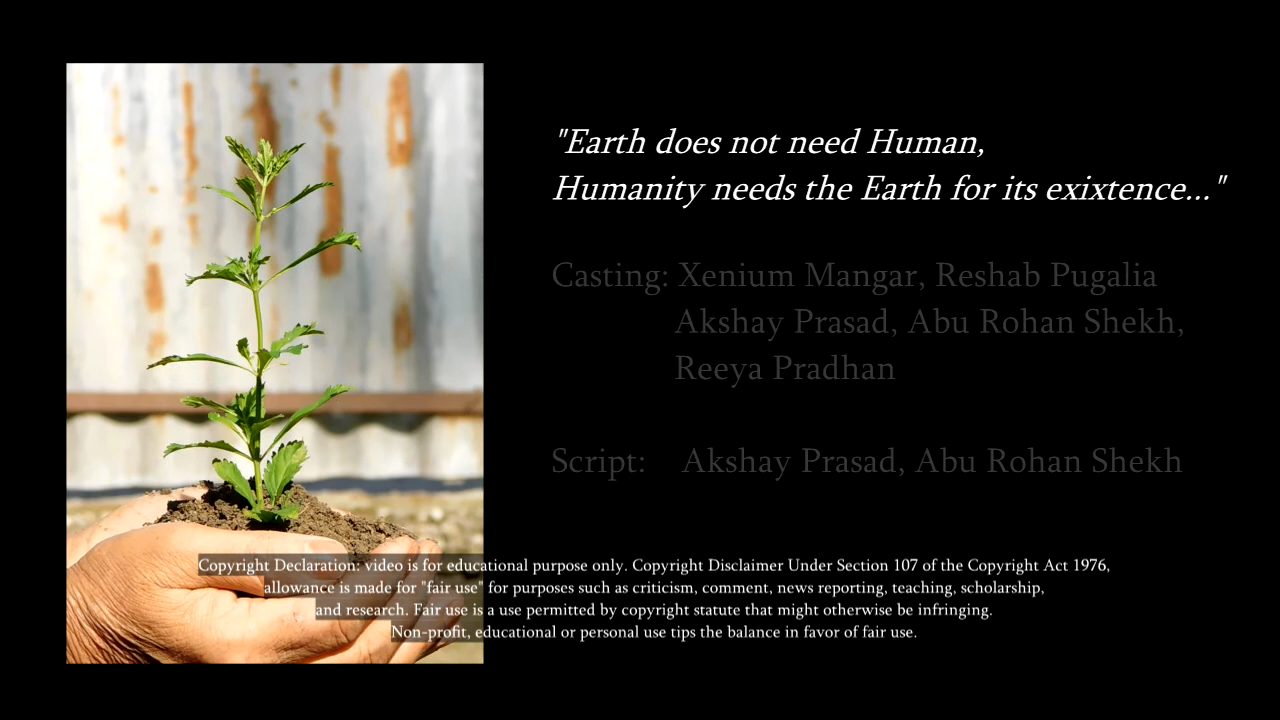 "Earth does not need Human,
Humanity needs the Earth for its exixtence..."
Casting: Xenium Mangar, Reshab Pugalia
Akshay Prasad, Abu Rohan Shekh,
Reeya Pradhan
Script: Akshay Prasad, Abu Rohan Shekh
Copyright Declaration: video is for educational purpose only. Copyright Disclaimer Under Section 107 of the Copyright Act 1976,
allowance is made for "fair use" for purposes such as criticism, comment, news reporting, teaching, scholarship,
and research. Fair use is a use permitted by copyright statute that might otherwise be infringing.
Non-profit, educational or personal use tips the balance in favor of fair use.